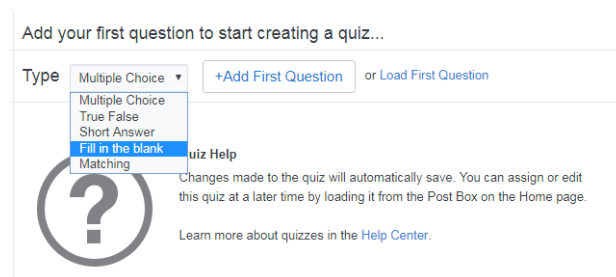 Add your first question to start creating a quiz...
Type Multiple Choice +Add First Question or Load First Question
Multiple Choice
True False
Short Answer
Fill in the blank
Matching
uiz Help
Changes made to the quiz will automatically save. You can assign or edit
this quiz at a later time by loading it from the Post Box on the Home page.
Learn more about quizzes in the Help Center.